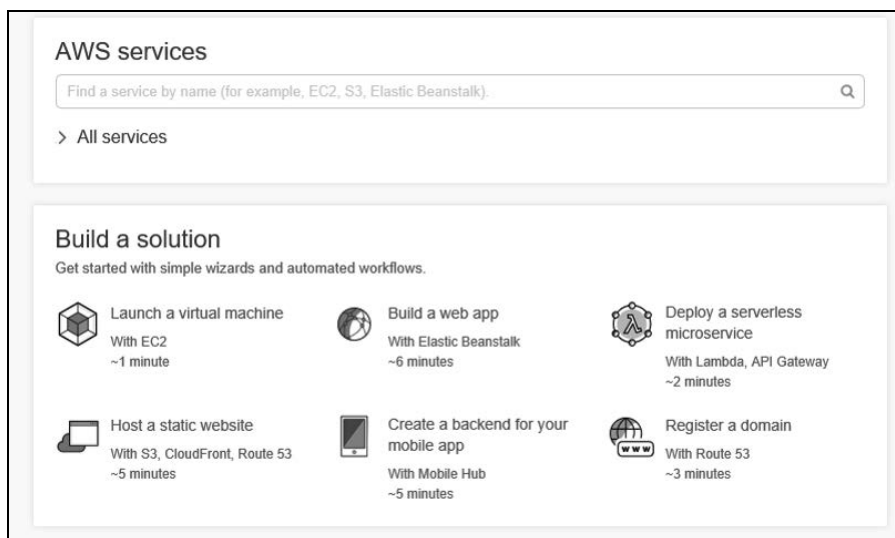 AWS services
Find a service by name (for example, EC2, S3, Elastic Beanstalk).
All services
Build a solution
Get started with simple wizards and automated workflows.
Launch a virtual machine
With EC2
~1 minute
Build a web app
With Elastic Beanstalk
~6 minutes
Deploy a serverless
microservice
With Lambda, API Gateway
~2 minutes
Host a static website
With S3, CloudFront, Route 53
~5 minutes
Create a backend for your
mobile app
With Mobile Hub
~5 minutes
Register a domain
With Route 53
~3 minutes
www